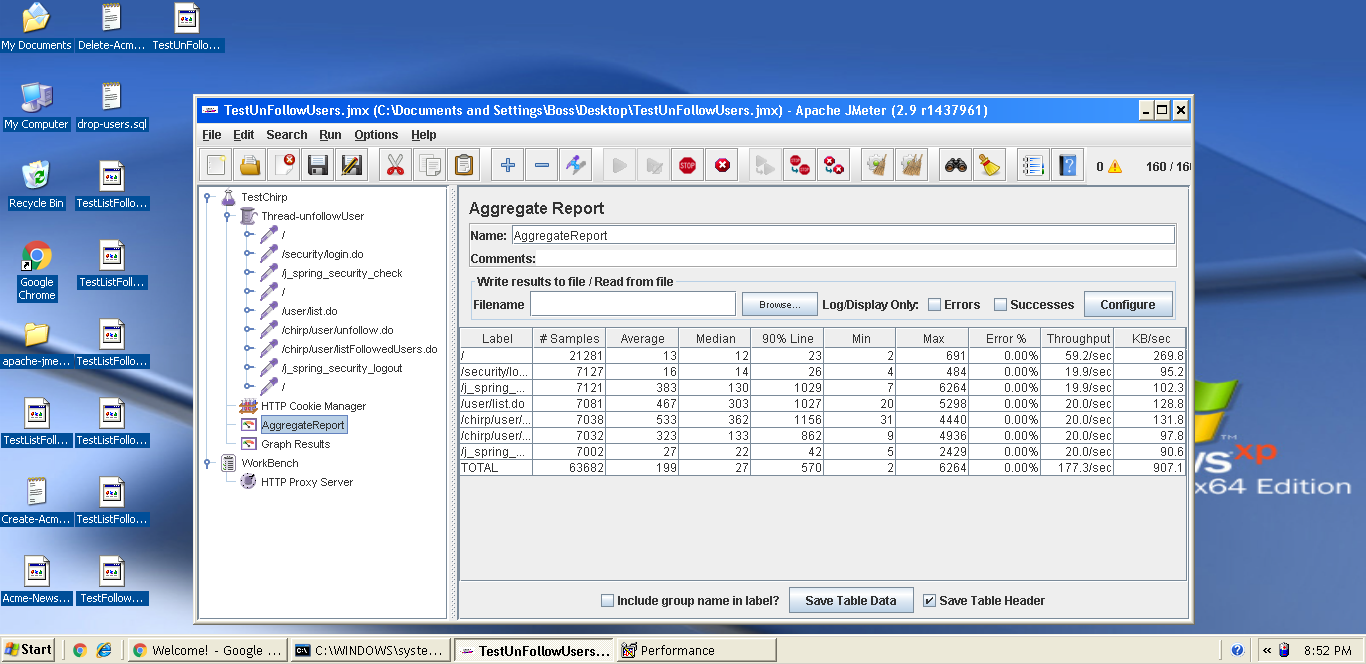 My Documents
Delete-Acm...
TestUnFollo...
My Computer
drop-users.sql
Recycle Bin
TestListFoll...
Google
Chrome
TestListFoll...
apache-jme...
TestListFollo...
TestListFoll...
TestListFollo...
Create-Acm...
TestListFollo...
Acme-News...
TestFollow...
TestUnFollowUsers.jmx (C:\Documents and Settings\Boss\Desktop\TestUnFollowUsers.jmx) - Apache JMeter (2.9 r1437961)
File Edit Search Run Options Help
STOP
STOP
STOP
0
160 / 16
TestChirp
Thread-unfollowUser
/
/security/login.do
/j_spring_security_check
/
/user/list.do
/chirp/user/unfollow.do
/chirp/user/listFollowedUsers.do
/j_spring_security_logout
/
HTTP Cookie Manager
AggregateReport
Graph Results
WorkBench
HTTP Proxy Server
Aggregate Report
Name: AggregateReport
Comments:
Write results to file / Read from file
Filename Browse... Log/Display Only: Errors Successes Configure
Label # Samples Average Median 90% Line Min Max Error % Throughput KB/sec
/ 21281 13 12 23 2 691 0.00% 59.2/sec 269.8
/security/lo... 7127 16 14 26 4 484 0.00% 19.9/sec 95.2
/j_spring_... 7121 383 130 1029 7 6264 0.00% 19.9/sec 102.3
/user/list.do 7081 467 303 1027 20 5298 0.00% 20.0/sec 128.8
/chirp/user/... 7038 533 362 1156 31 4440 0.00% 20.0/sec 131.8
/chirp/user/... 7032 323 133 862 9 4936 0.00% 20.0/sec 97.8
/j_spring_... 7002 27 22 42 5 2429 0.00% 20.0/sec 90.6
TOTAL 63682 199 27 570 2 6264 0.00% 177.3/sec 907.1
Include group name in label? Save Table Data Save Table Header
TM
ws xp
x64 Edition
Start
Welcome! - Google ...
C:\WINDOWS\syste...
TestUnFollowUsers...
Performance
8:52 PM